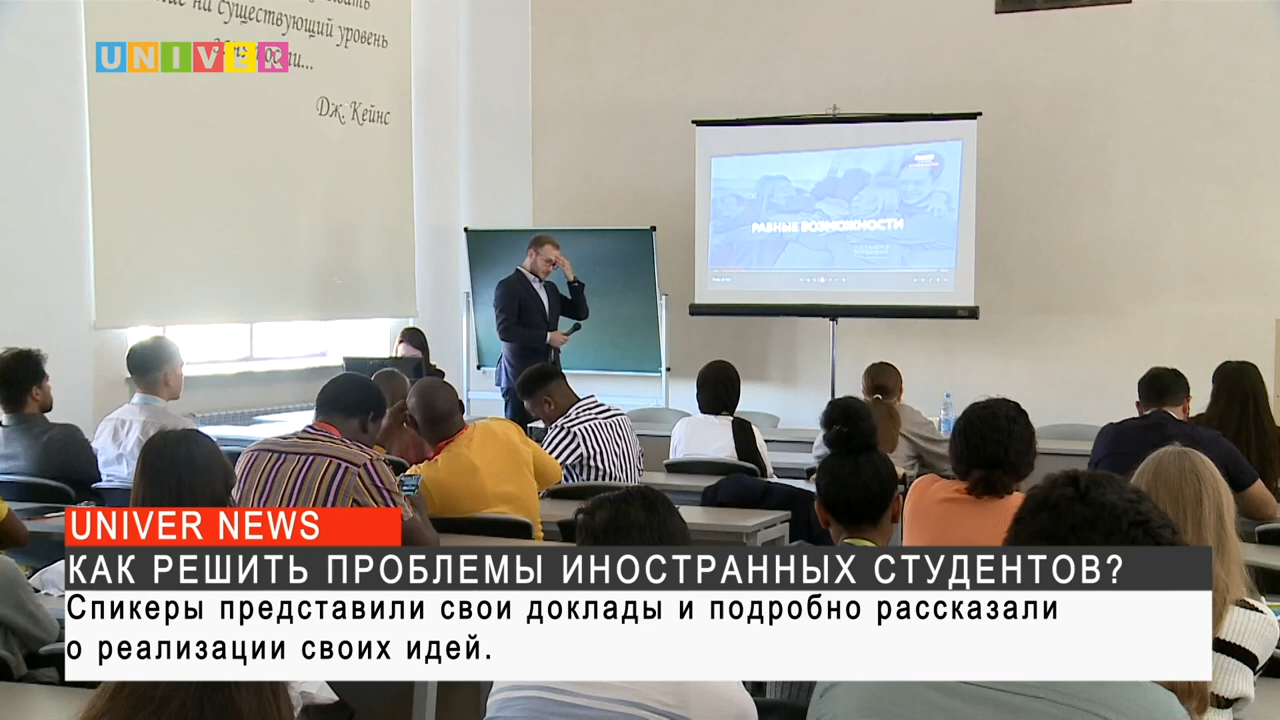 на существующий уровень
Дж. Кейнс
UNIVER
РАВНЫЕ ВОЗМОЖНОСТИ
UNIVER NEWS
КАК РЕШИТЬ ПРОБЛЕМЫ ИНОСТРАННЫХ СТУДЕНТОВ?
Спикеры представили свои доклады и подробно рассказали
о реализации своих идей.